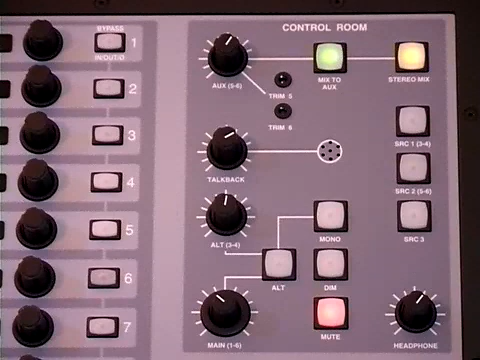 CONTROL ROOM
BYPASS
IN/OUT/Ø
1
2
3
4
5
6
7
AUX (5-6)
MIX TO
AUX
STEREO MIX
TRIM 5
TRIM 6
SRC 1 (3-4)
TALKBACK
SRC 2 (5-6)
ALT (3-4)
MONO
SRC 3
ALT
DIM
MAIN (1-6)
MUTE
HEADPHONE